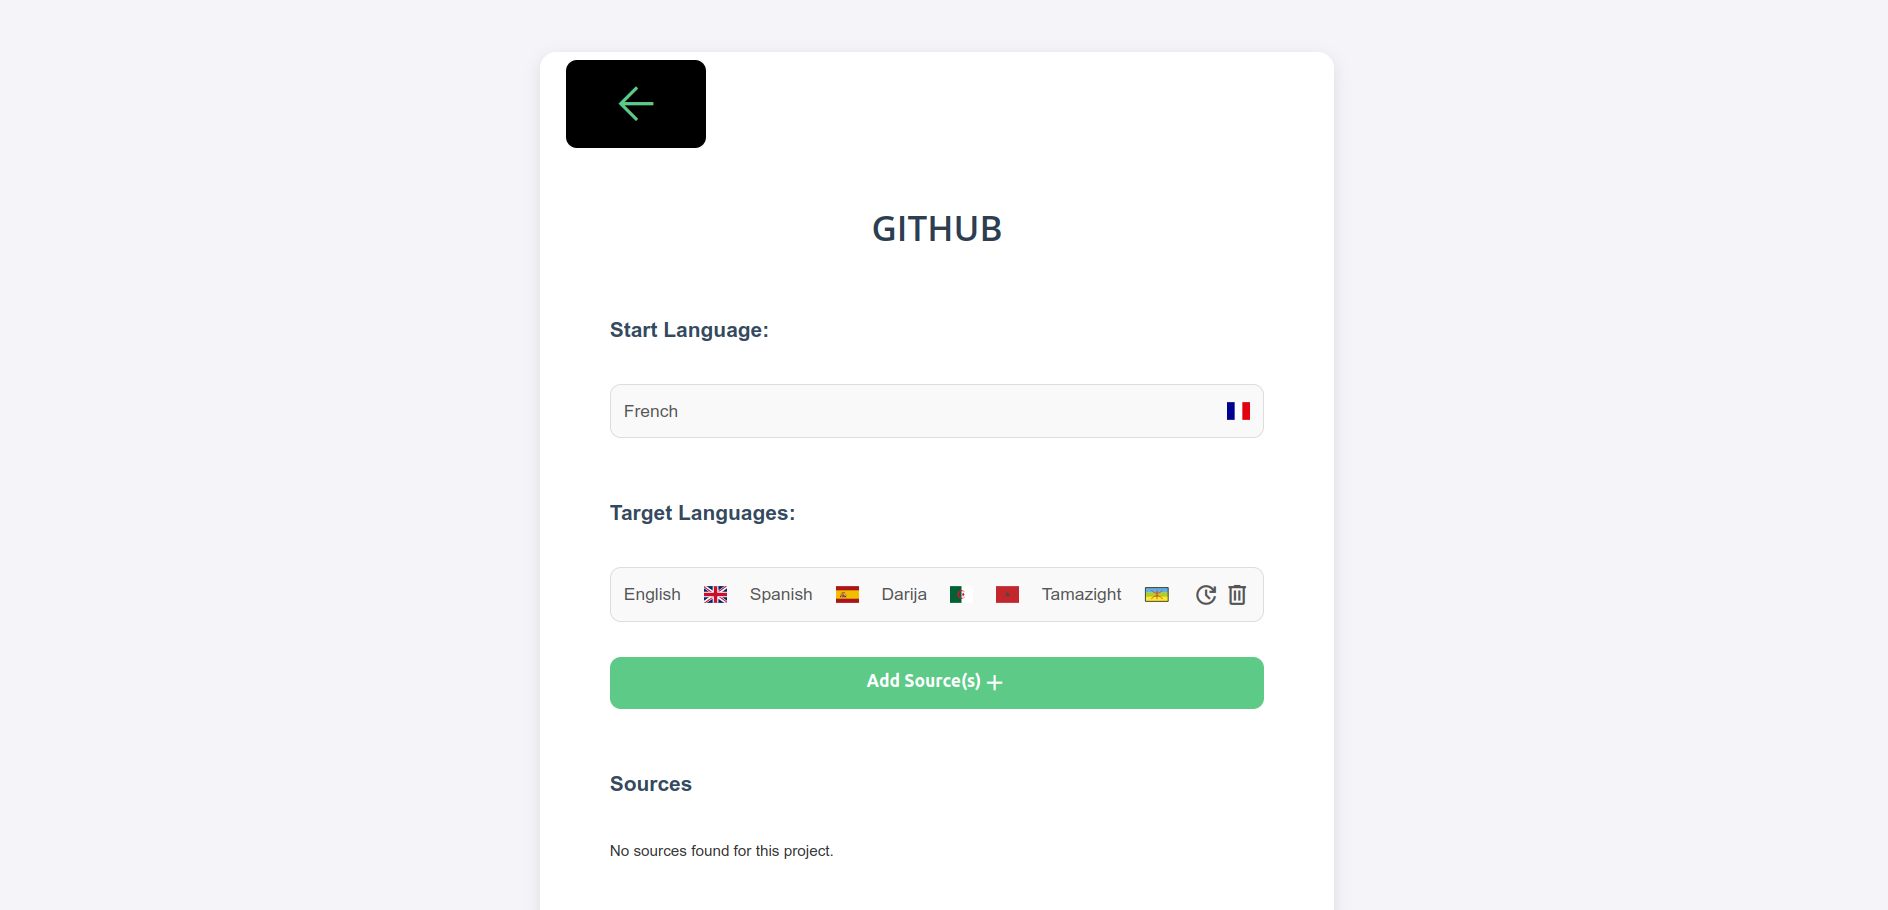 GITHUB
Start Language:
French
Target Languages:
English Spanish Darija Tamazight
Add Source(s)
Sources
No sources found for this project.